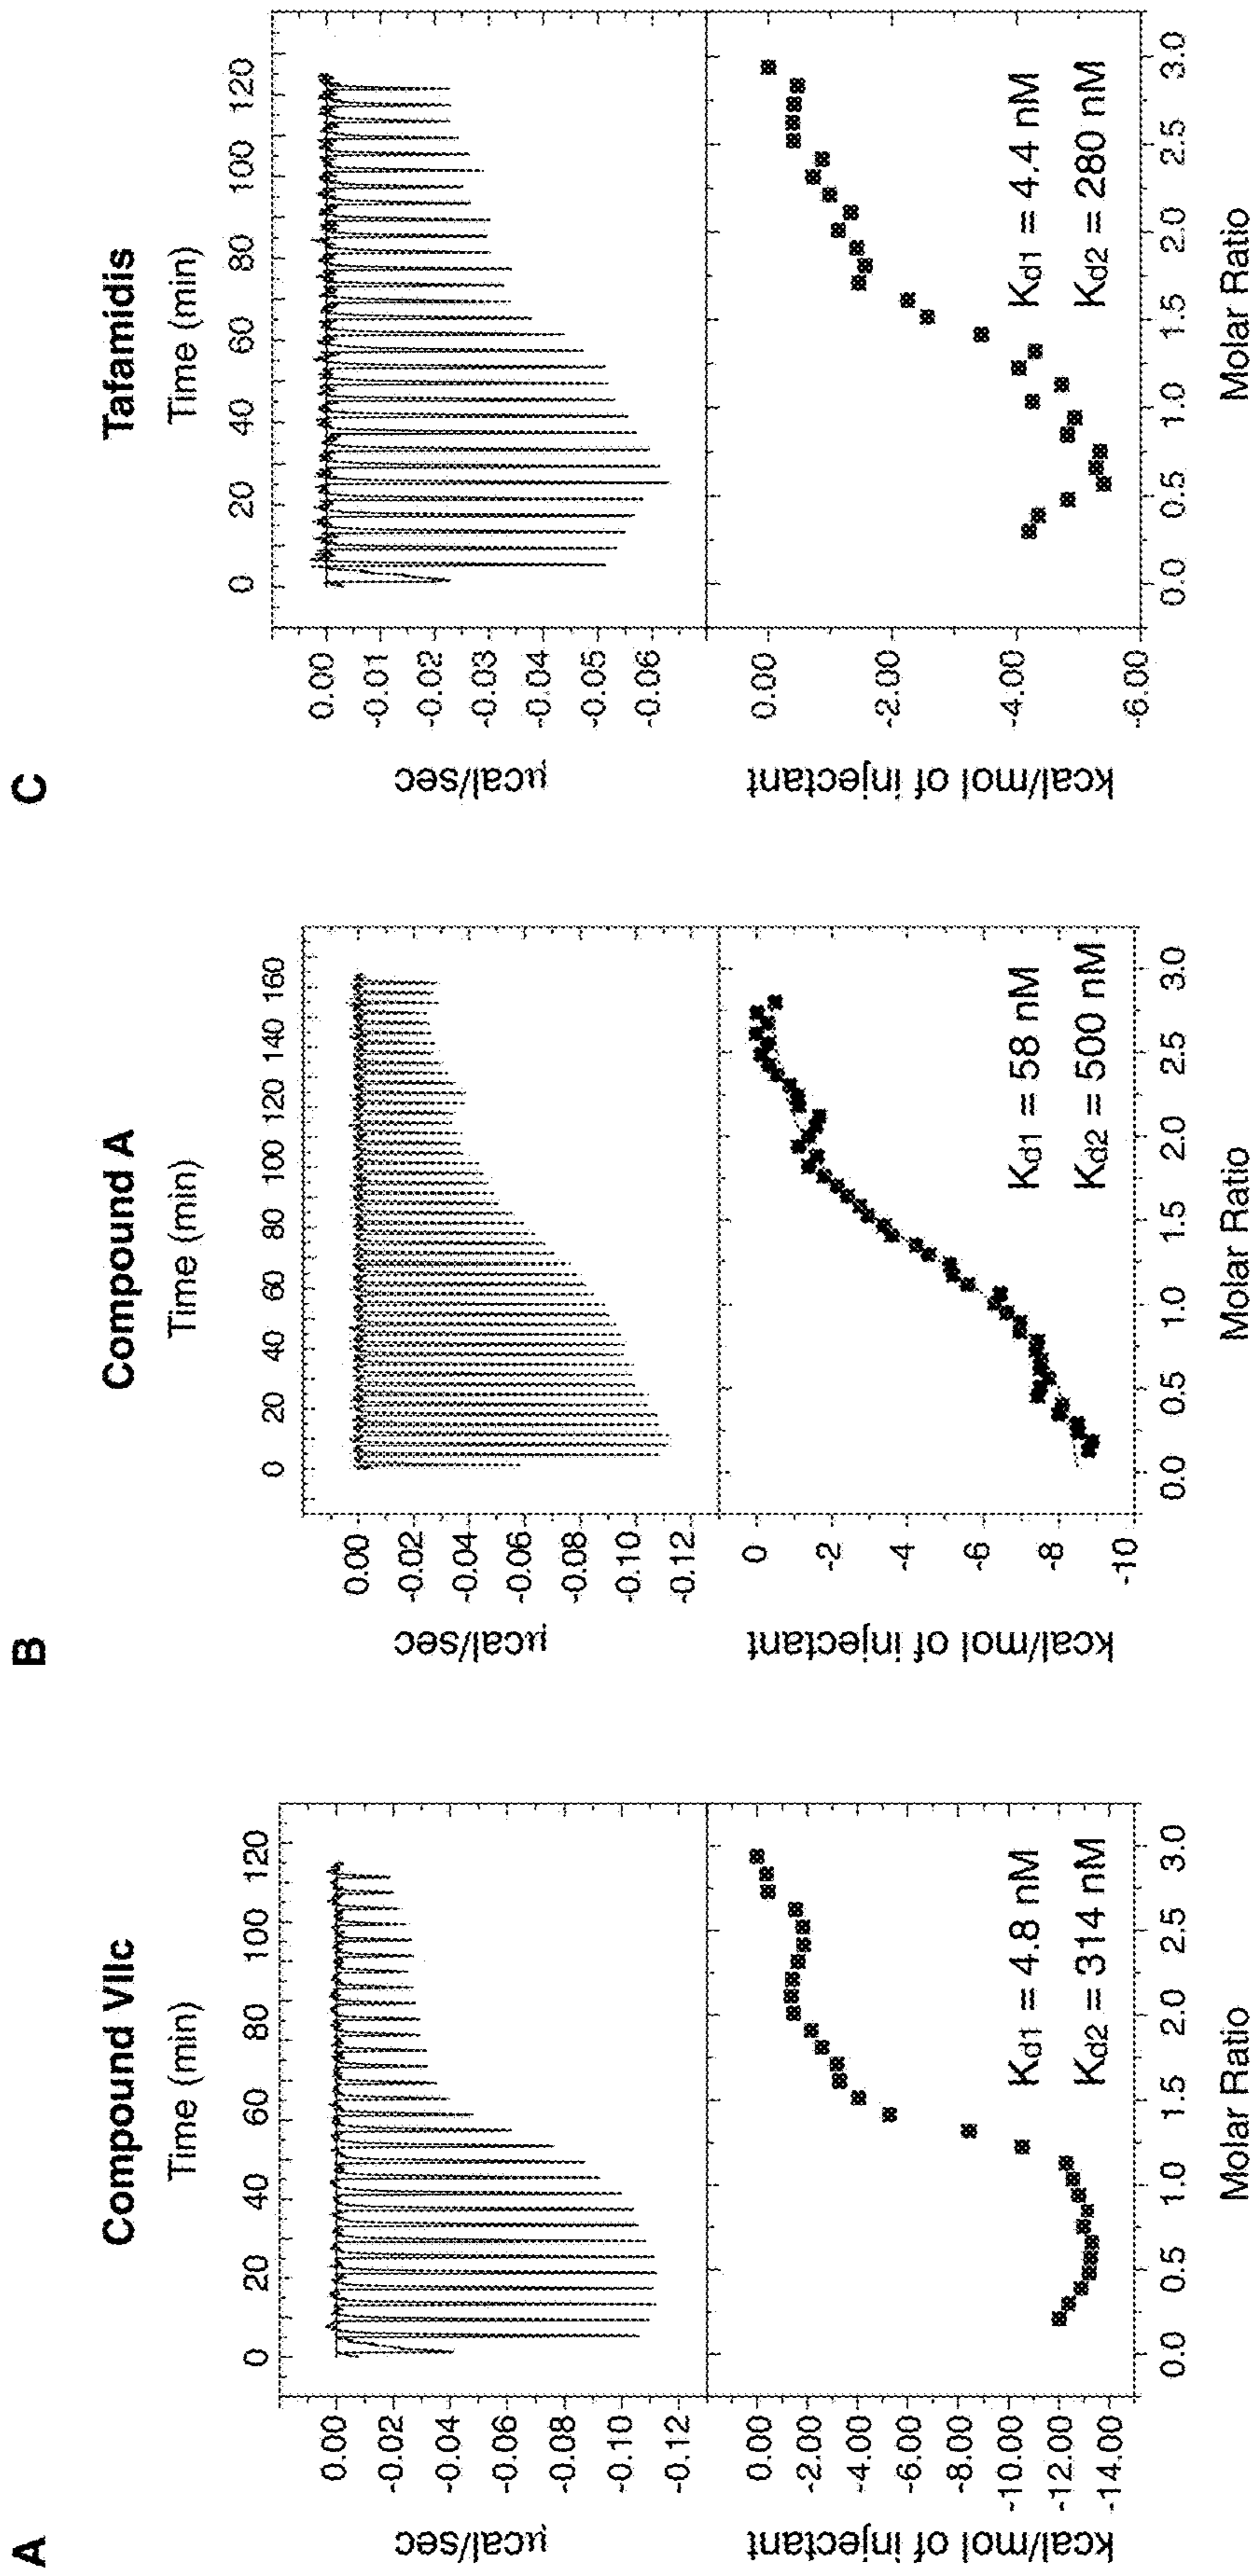 A
Compound VIIc
Time (min)
0 20 40 60 80 100 120
0.00
-0.02
-0.04
-0.06
-0.08
-0.10
-0.12
µcal/sec
0.00
-2.00
-4.00
-6.00
-8.00
-10.00
-12.00
-14.00
kcal/mol of injectant
Kd1 = 4.8 nM
Kd2 = 314 nM
0.0 0.5 1.0 1.5 2.0 2.5 3.0
Molar Ratio
B
Compound A
Time (min)
0 20 40 60 80 100 120 140 160
0.00
-0.02
-0.04
-0.06
-0.08
-0.10
-0.12
µcal/sec
0
-2
-4
-6
-8
-10
kcal/mol of injectant
Kd1 = 58 nM
Kd2 = 500 nM
0.0 0.5 1.0 1.5 2.0 2.5 3.0
Molar Ratio
C
Tafamidis
Time (min)
0 20 40 60 80 100 120
0.00
-0.01
-0.02
-0.03
-0.04
-0.05
-0.06
µcal/sec
0.00
-2.00
-4.00
-6.00
kcal/mol of injectant
Kd1 = 4.4 nM
Kd2 = 280 nM
0.0 0.5 1.0 1.5 2.0 2.5 3.0
Molar Ratio